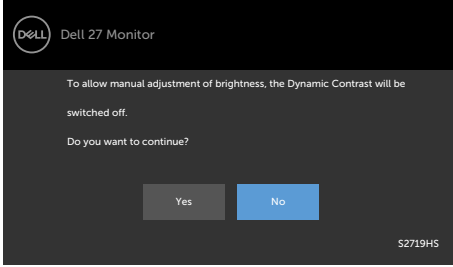 DELL
Dell 27 Monitor
To allow manual adjustment of brightness, the Dynamic Contrast will be
switched off.
Do you want to continue?
Yes
No
S2719HS